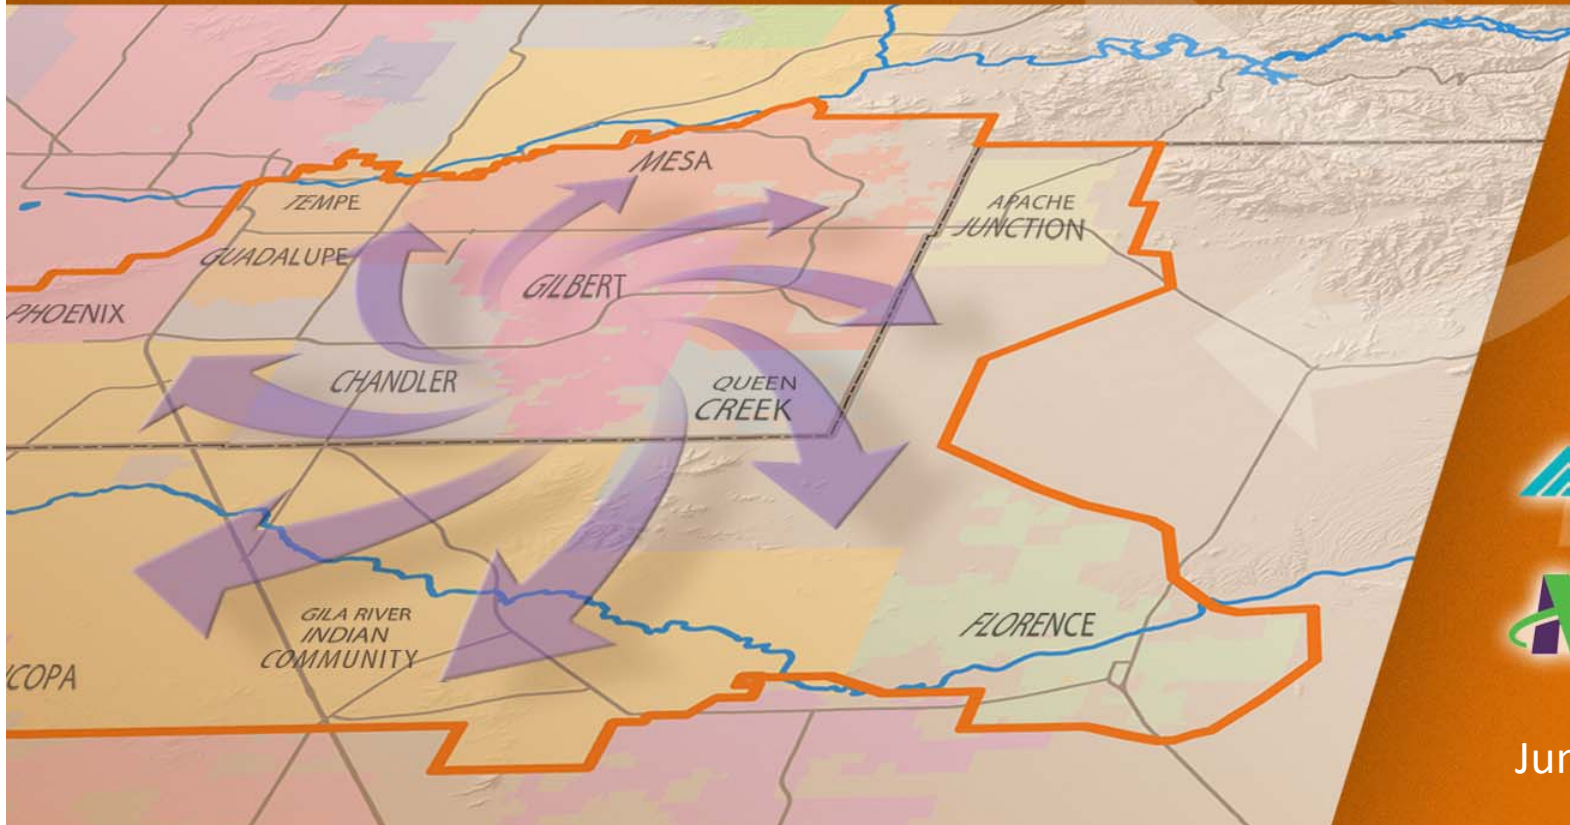 MESA
TEMPE
APACHE
JUNCTION
GUADALUPE
GILBERT
PHOENIX
CHANDLER
QUEEN
CREEK
GILA RIVER
INDIAN
COMMUNITY
FLORENCE